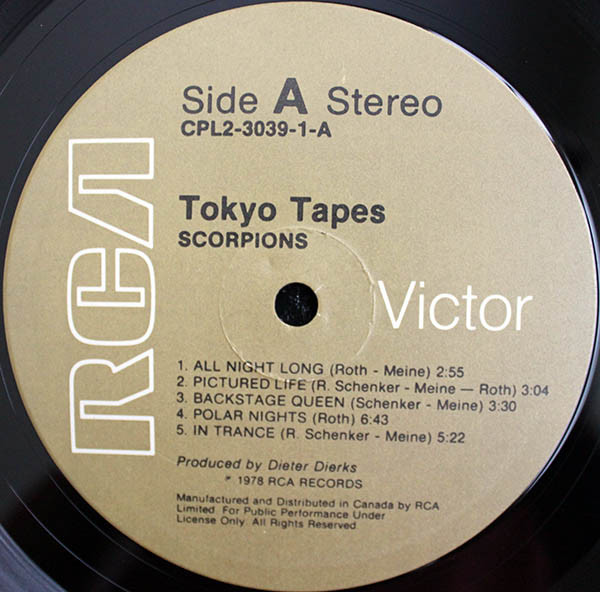 Side A Stereo
CPL2-3039-1-A
RCA
Tokyo Tapes
SCORPIONS
Victor
1. ALL NIGHT LONG (Roth - Meine) 2:55
2. PICTURED LIFE (R. Schenker - Meine — Roth) 3:04
3. BACKSTAGE QUEEN (Schenker - Meine) 3:30
4. POLAR NIGHTS (Roth) 6:43
5. IN TRANCE (R. Schenker - Meine) 5:22
Produced by Dieter Dierks
℗ 1978 RCA RECORDS
Manufactured and Distributed in Canada by RCA
Limited. For Public Performance Under
License Only. All Rights Reserved.